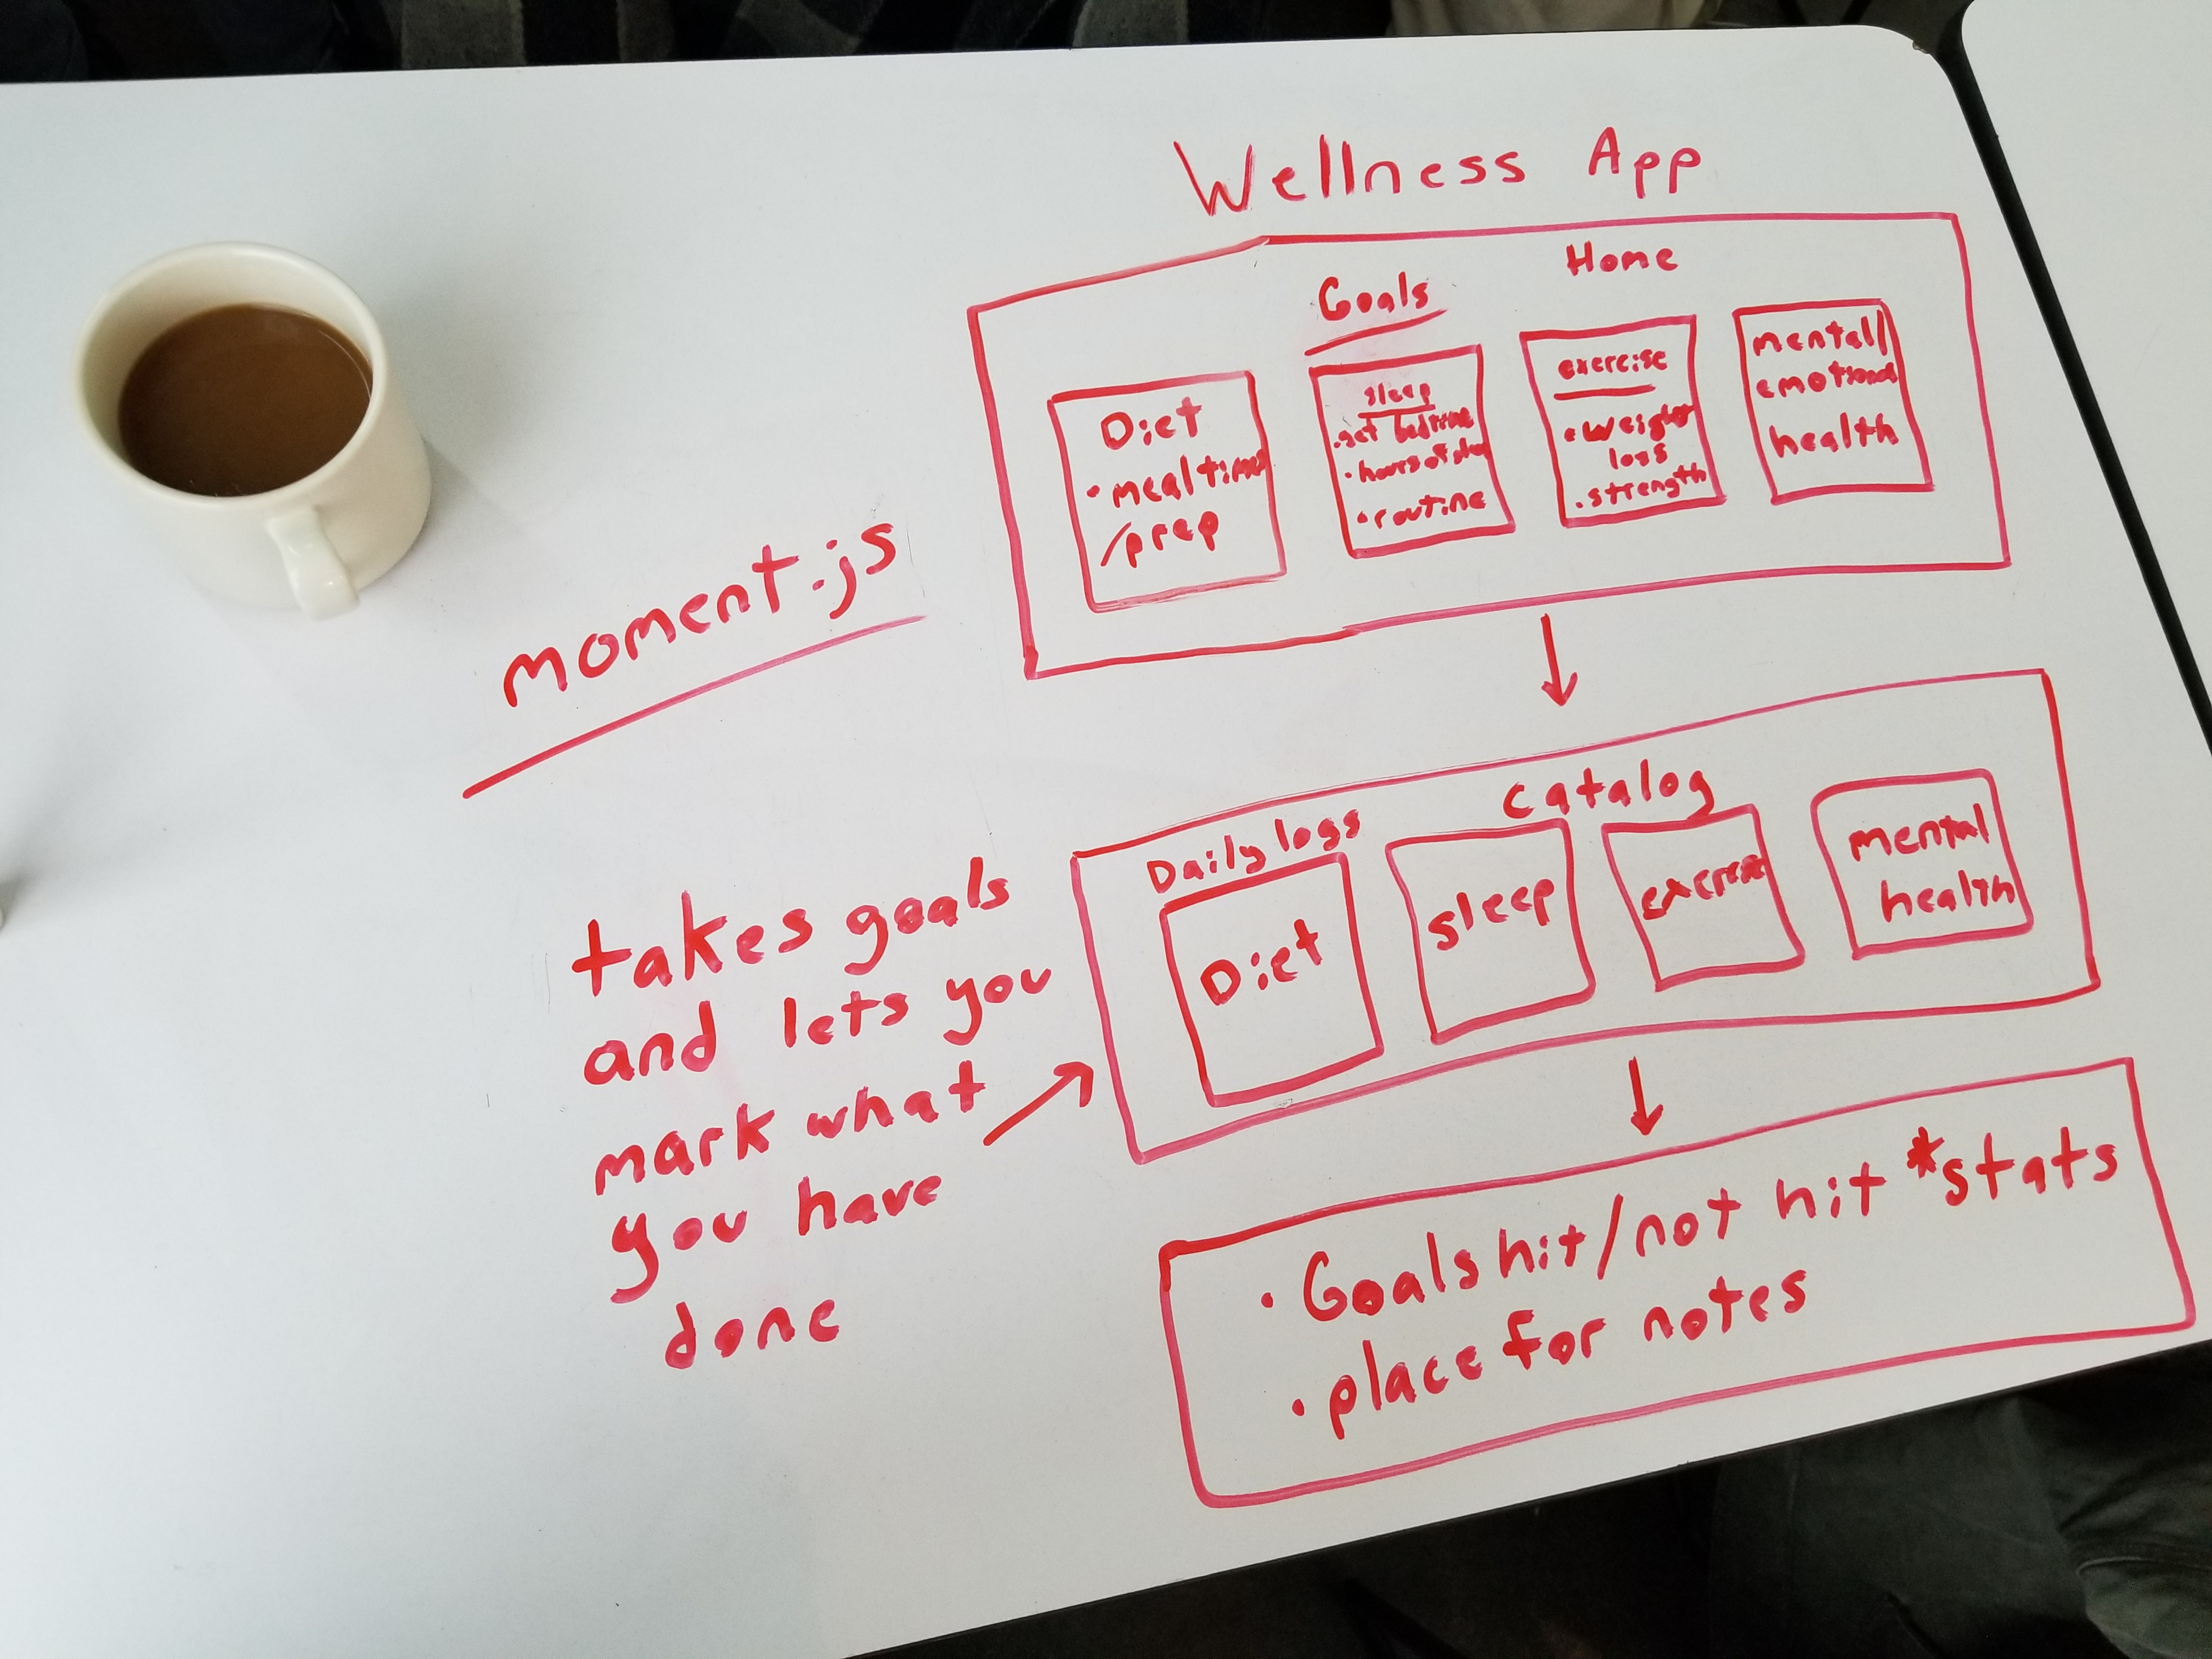 Wellness App
Home
Goals
Diet
• mealtime
/prep
sleep
• set bedtime
• hours of sleep
• routine
exercise
• weight
loss
• strength
mental/
emotional
health
moment.js
Catalog
Daily logs
Diet
sleep
exercise
mental
health
takes goals
and lets you
mark what
you have
done
• Goals hit/not hit *stats
• place for notes